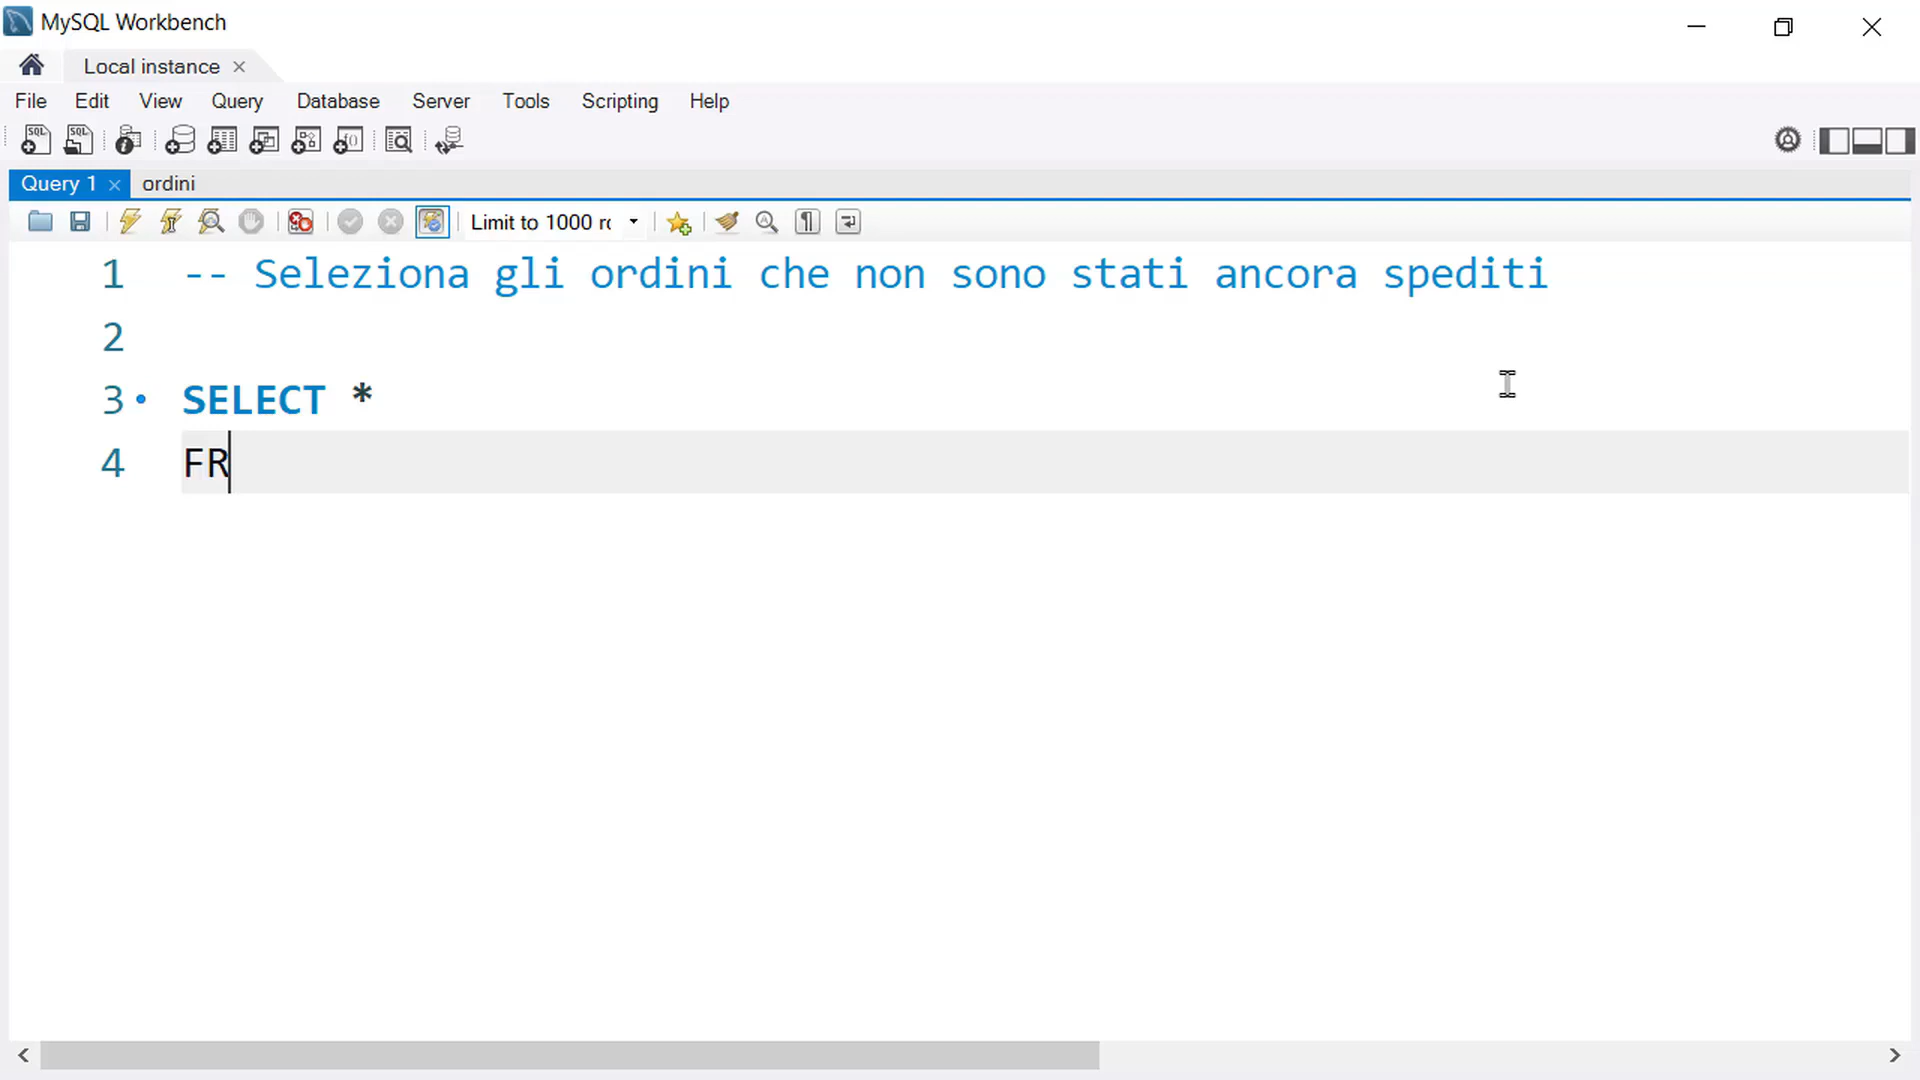 MySQL Workbench
Local instance
File Edit View Query Database Server Tools Scripting Help
Query 1 ordini
Limit to 1000 r
1 -- Seleziona gli ordini che non sono stati ancora spediti
2
3 SELECT *
4 FR